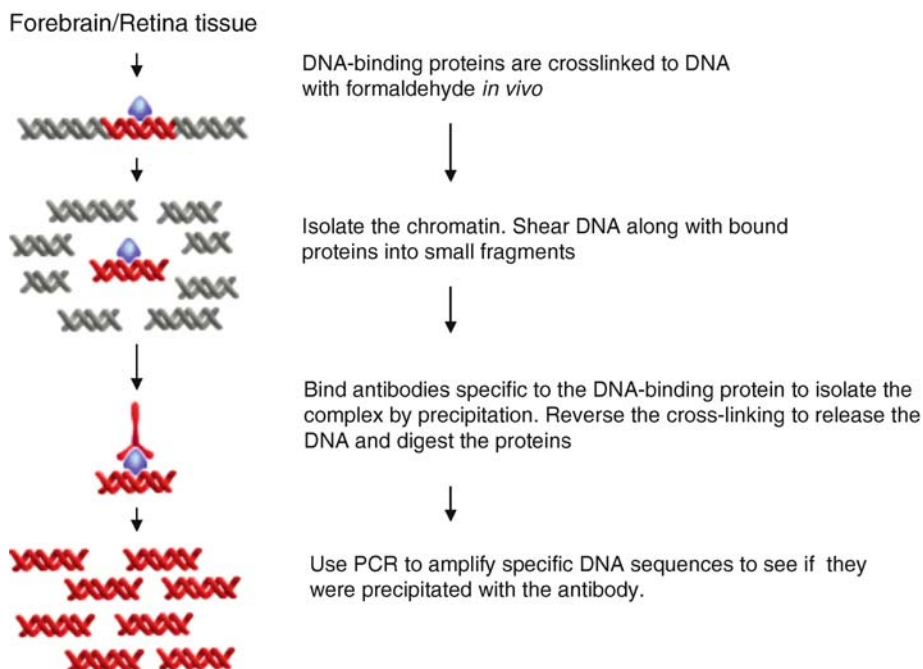 Forebrain/Retina tissue
DNA-binding proteins are crosslinked to DNA
with formaldehyde in vivo
Isolate the chromatin. Shear DNA along with bound
proteins into small fragments
Bind antibodies specific to the DNA-binding protein to isolate the
complex by precipitation. Reverse the cross-linking to release the
DNA and digest the proteins
Use PCR to amplify specific DNA sequences to see if they
were precipitated with the antibody.